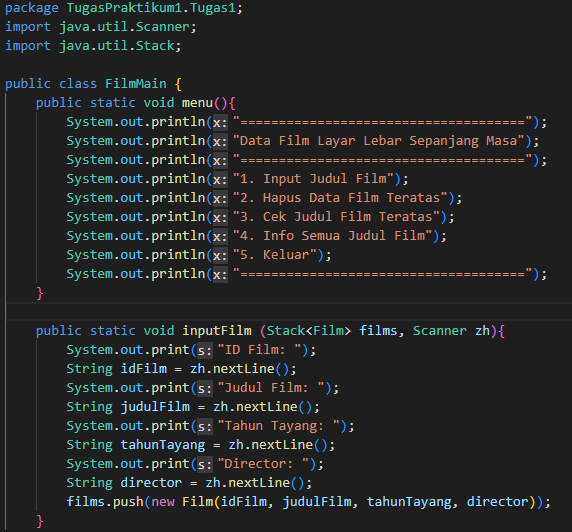 package TugasPraktikum1.Tugas1;
import java.util.Scanner;
import java.util.Stack;
public class FilmMain {
public static void menu(){
System.out.println(x: "=====================================");
System.out.println(x: "Data Film Layar Lebar Sepanjang Masa");
System.out.println(x: "=====================================");
System.out.println(x: "1. Input Judul Film");
System.out.println(x: "2. Hapus Data Film Teratas");
System.out.println(x: "3. Cek Judul Film Teratas");
System.out.println(x: "4. Info Semua Judul Film");
System.out.println(x: "5. Keluar");
System.out.println(x: "=====================================");
}
public static void inputFilm (Stack<Film> films, Scanner zh){
System.out.print(s: "ID Film: ");
String idFilm = zh.nextLine();
System.out.print(s: "Judul Film: ");
String judulFilm = zh.nextLine();
System.out.print(s: "Tahun Tayang: ");
String tahunTayang = zh.nextLine();
System.out.print(s: "Director: ");
String director = zh.nextLine();
films.push(new Film(idFilm, judulFilm, tahunTayang, director));
}